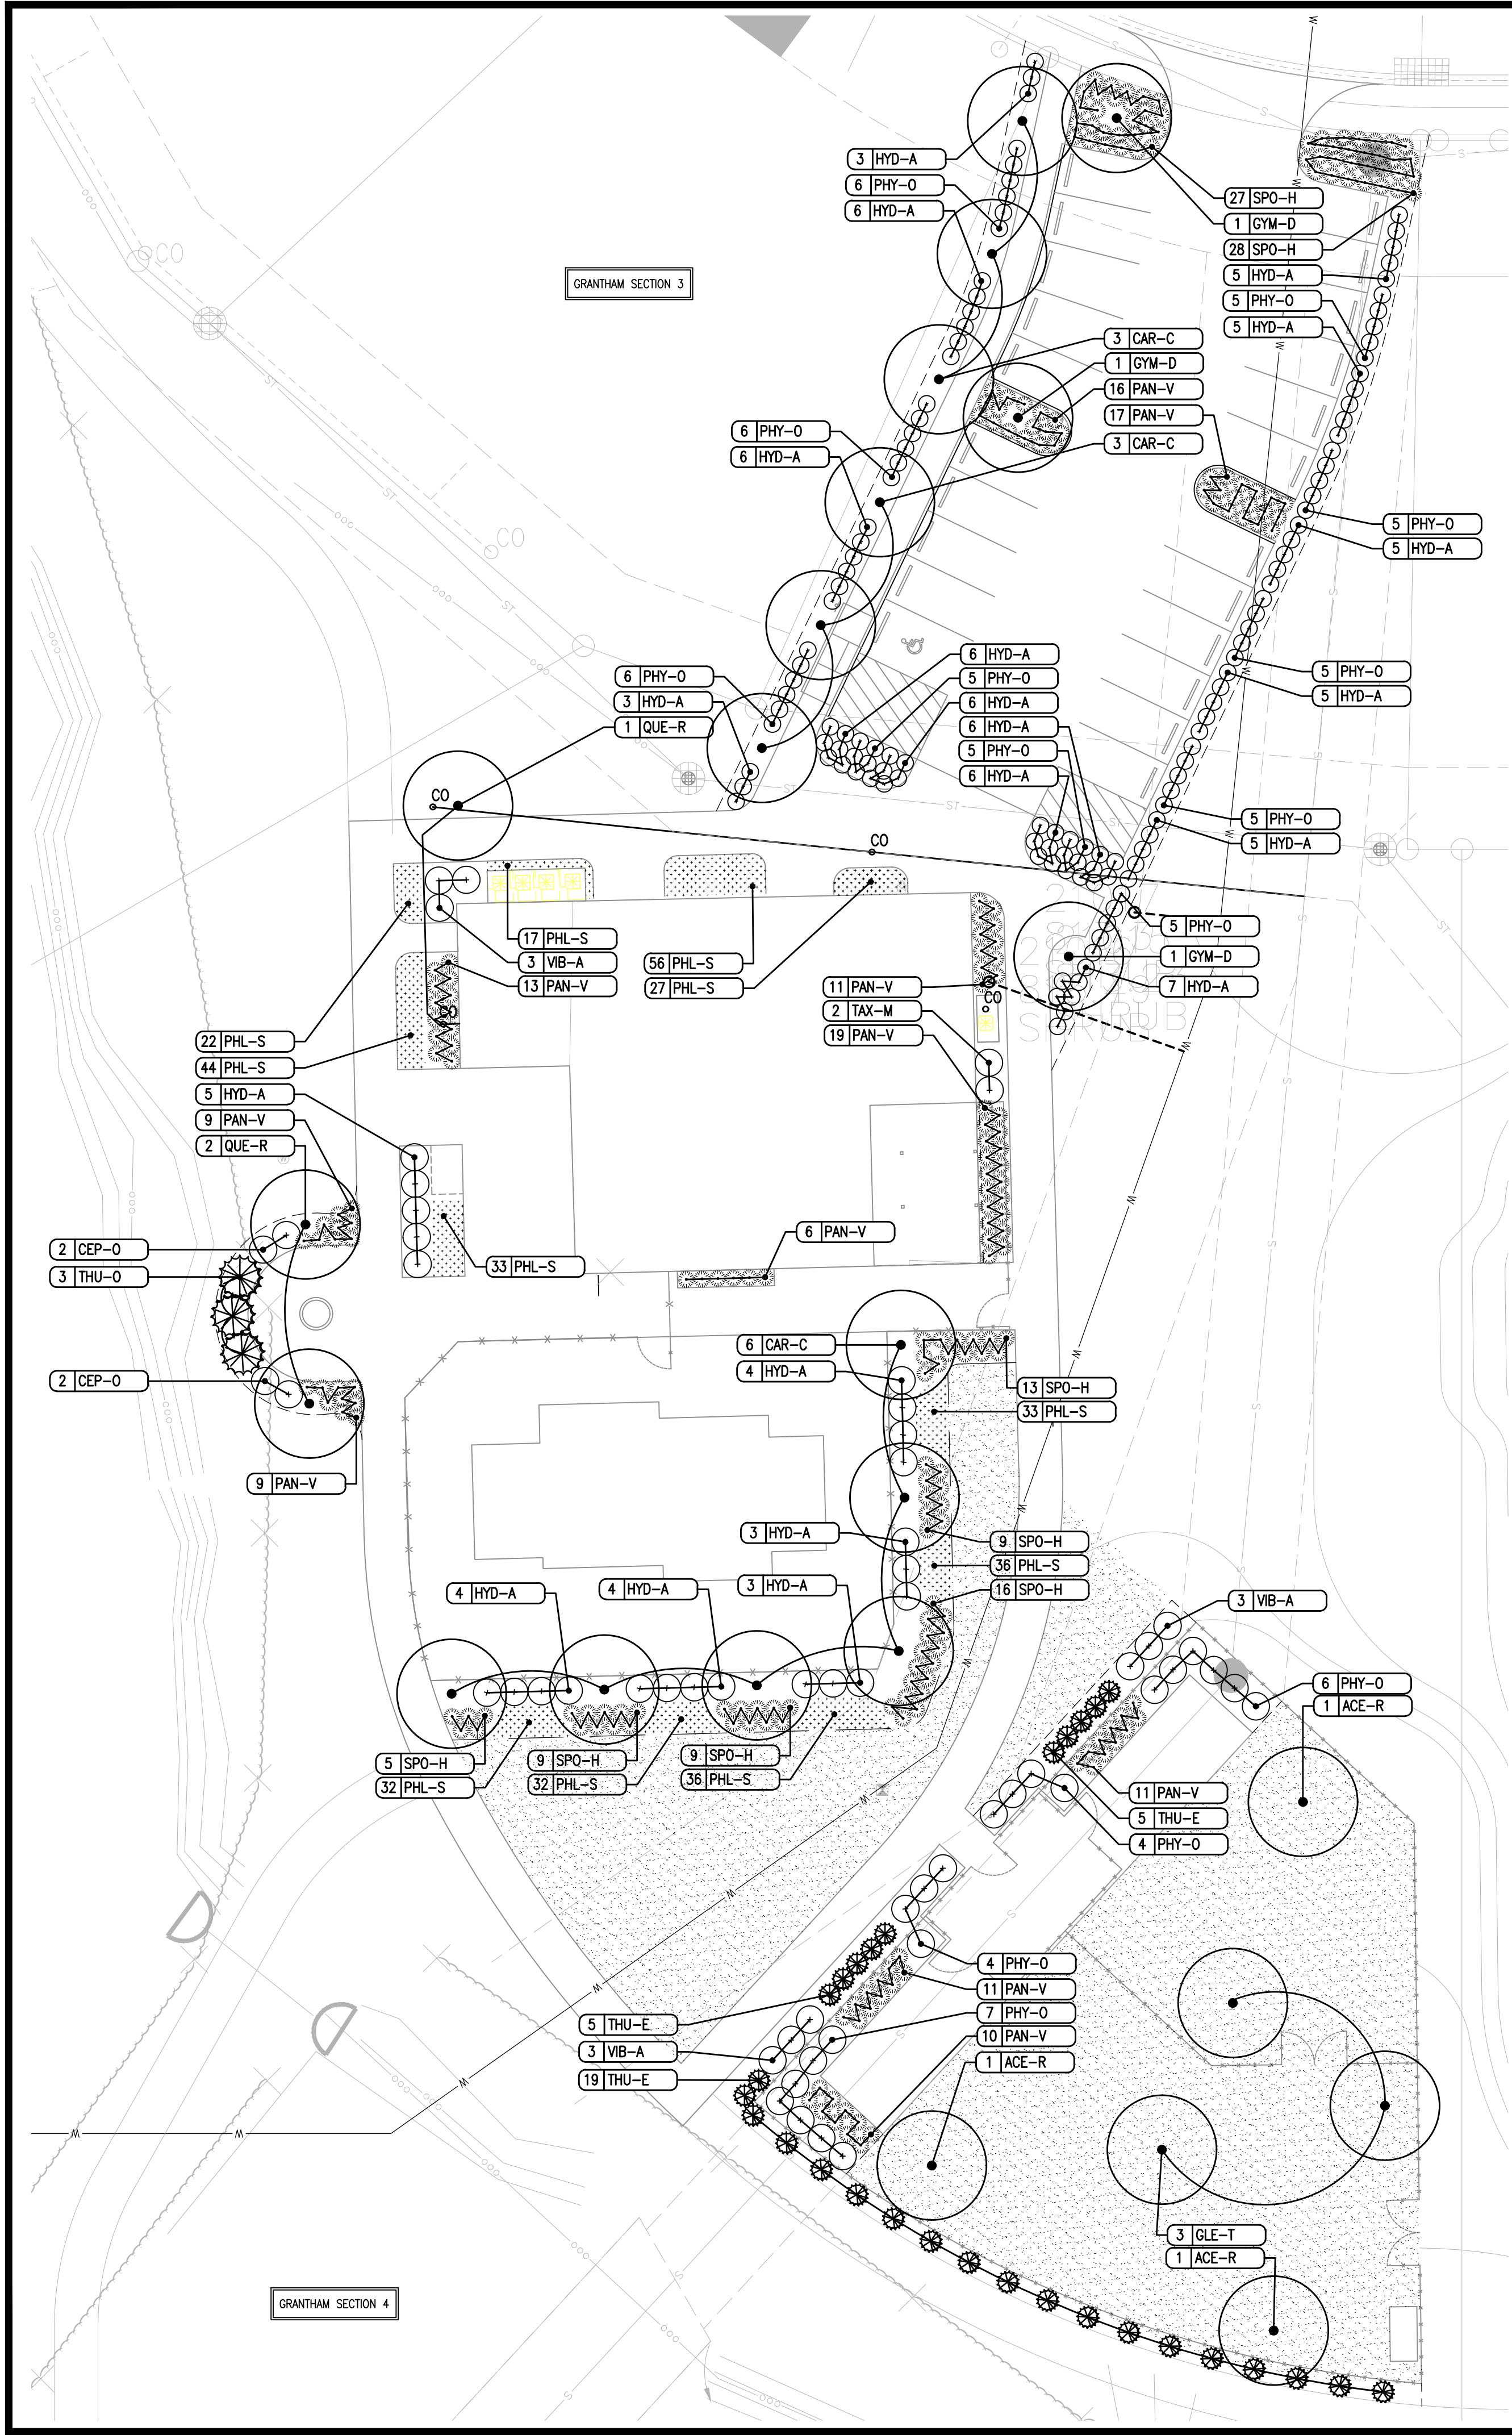 3 HYD-A
6 PHY-O
6 HYD-A
27 SPO-H
1 GYM-D
28 SPO-H
5 HYD-A
5 PHY-O
5 HYD-A
GRANTHAM SECTION 3
3 CAR-C
1 GYM-D
16 PAN-V
17 PAN-V
3 CAR-C
6 PHY-O
6 HYD-A
5 PHY-O
5 HYD-A
6 PHY-O
3 HYD-A
1 QUE-R
6 HYD-A
5 PHY-O
6 HYD-A
6 HYD-A
5 PHY-O
6 HYD-A
5 PHY-O
5 HYD-A
5 PHY-O
5 HYD-A
CO
CO
CO
CO
17 PHL-S
3 VIB-A
13 PAN-V
56 PHL-S
27 PHL-S
5 PHY-O
1 GYM-D
7 HYD-A
11 PAN-V
2 TAX-M
19 PAN-V
CO
CO
SHRUB
22 PHL-S
44 PHL-S
5 HYD-A
9 PAN-V
2 QUE-R
2 CEP-O
3 THU-O
33 PHL-S
6 PAN-V
2 CEP-O
9 PAN-V
6 CAR-C
4 HYD-A
13 SPO-H
33 PHL-S
3 HYD-A
9 SPO-H
36 PHL-S
16 SPO-H
4 HYD-A
4 HYD-A
3 HYD-A
3 VIB-A
6 PHY-O
1 ACE-R
5 SPO-H
32 PHL-S
9 SPO-H
32 PHL-S
9 SPO-H
36 PHL-S
11 PAN-V
5 THU-E
4 PHY-O
4 PHY-O
11 PAN-V
7 PHY-O
10 PAN-V
1 ACE-R
5 THU-E
3 VIB-A
19 THU-E
3 GLE-T
1 ACE-R
GRANTHAM SECTION 4